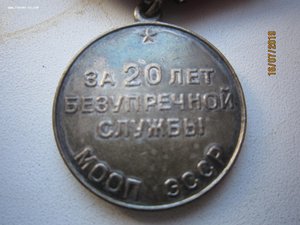 ЗА 20 ЛЕТ
БЕЗУПРЕЧНОЙ
СЛУЖБЫ
МООП ЭССР
16/07/2018